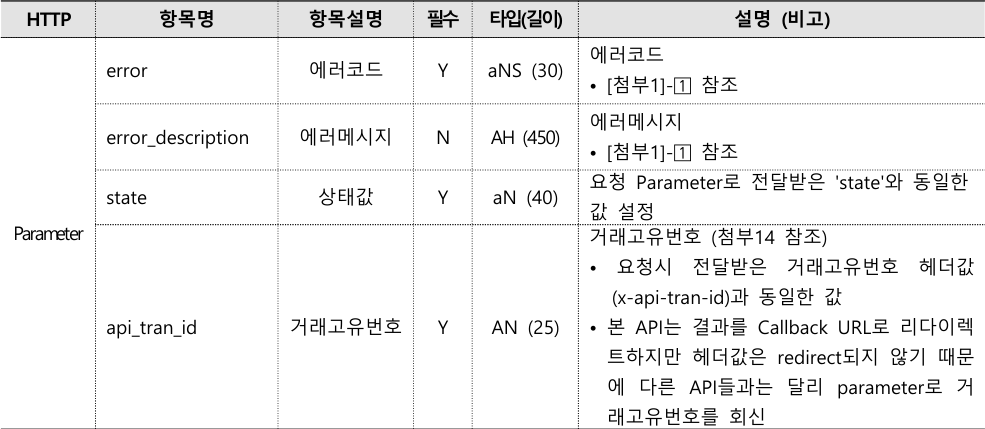 HTTP 항목명 항목설명 필수 타입(길이) 설명 (비고)
Parameter
error 에러코드 Y aNS (30) 에러코드
• [첨부1]-1 참조
error_description 에러메시지 N AH (450) 에러메시지
• [첨부1]-1 참조
state 상태값 Y aN (40) 요청 Parameter로 전달받은 'state'와 동일한
값 설정
api_tran_id 거래고유번호 Y AN (25) 거래고유번호 (첨부14 참조)
• 요청시 전달받은 거래고유번호 헤더값
(x-api-tran-id)과 동일한 값
• 본 API는 결과를 Callback URL로 리다이렉
트하지만 헤더값은 redirect되지 않기 때문
에 다른 API들과는 달리 parameter로 거
래고유번호를 회신